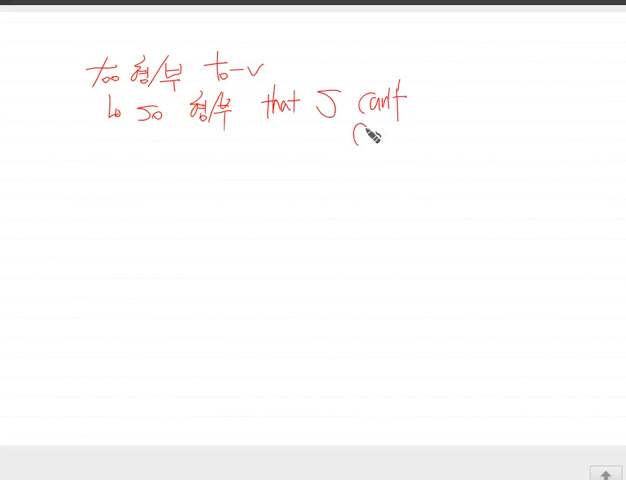 too 형/부 to-v
↳ so 형/부 that S can't
(